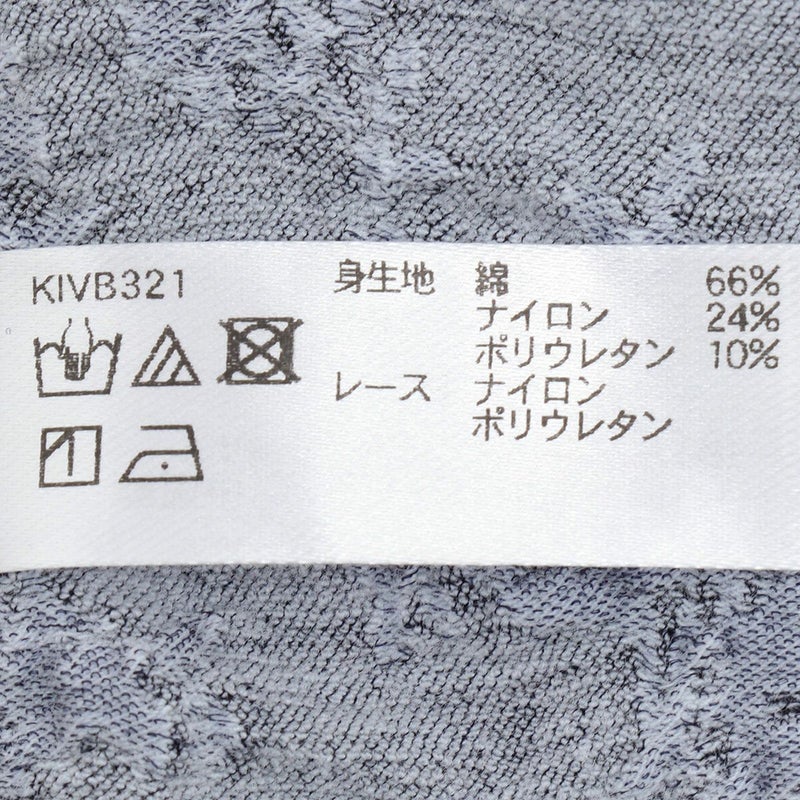 KIVB321
身生地 綿 66%
ナイロン 24%
ポリウレタン 10%
レース ナイロン
ポリウレタン